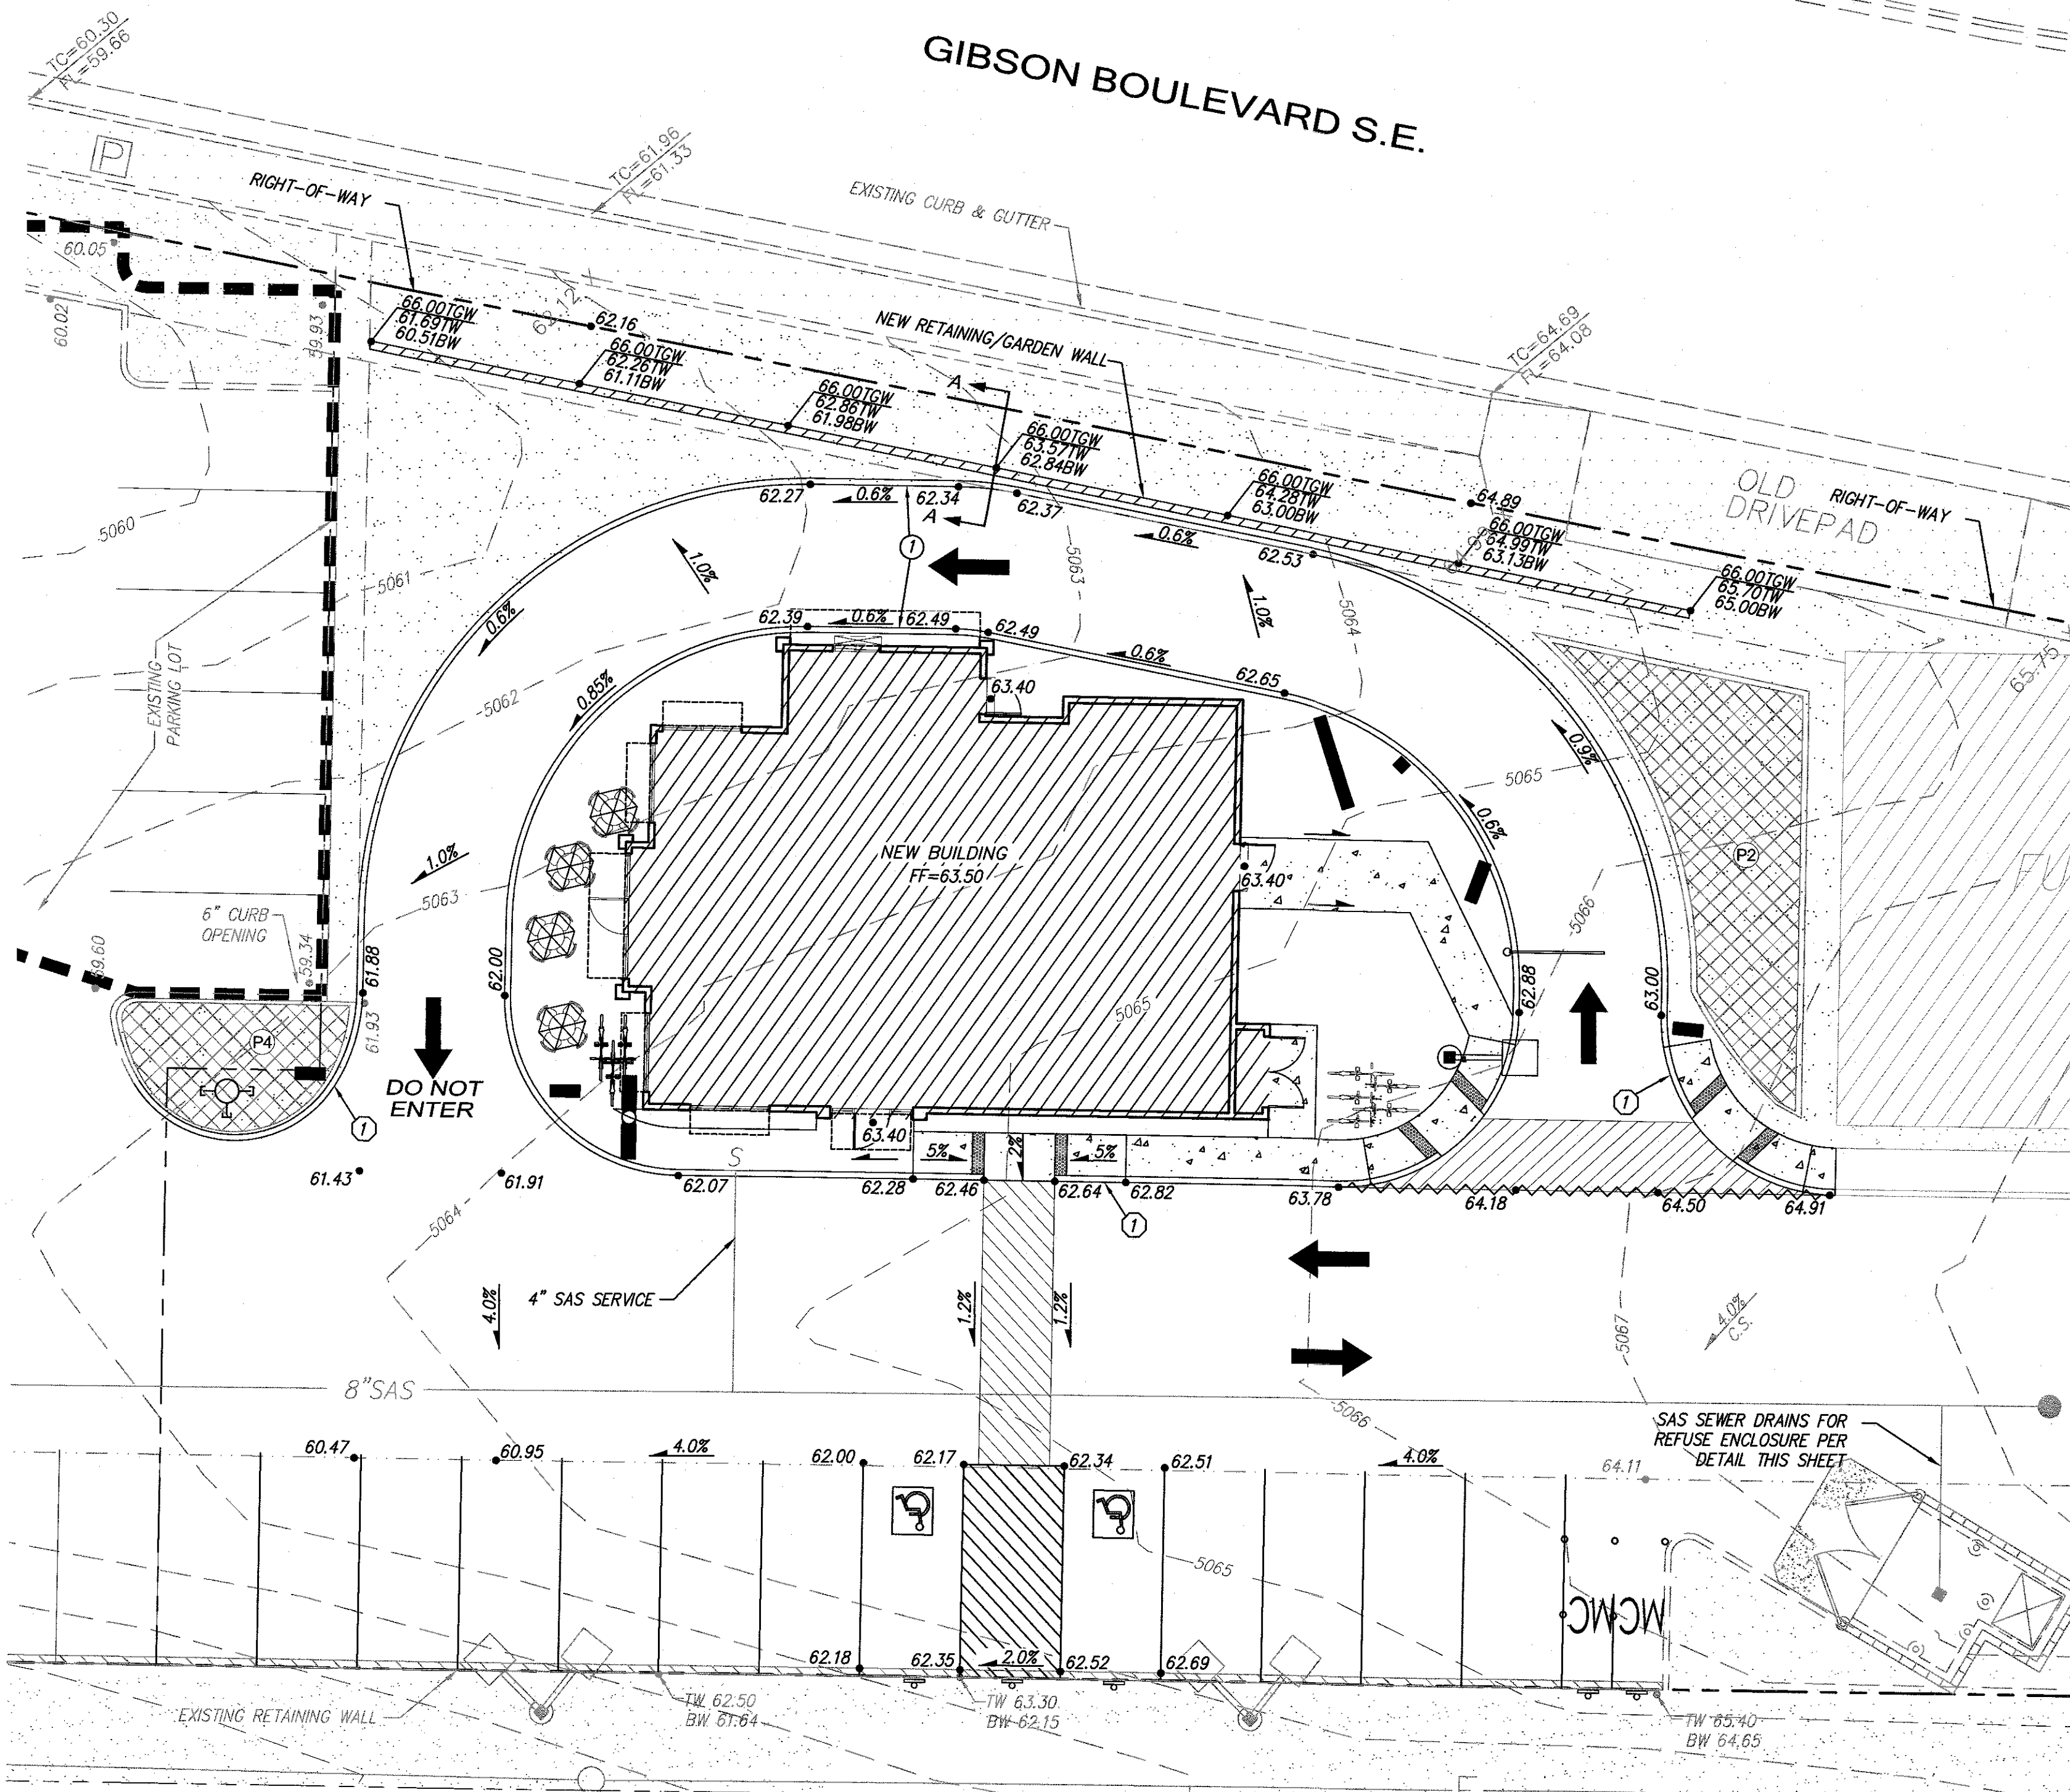 GIBSON BOULEVARD S.E.
TC=60.30
FL=59.66
P
RIGHT-OF-WAY
TC=61.96
FL=61.33
EXISTING CURB & GUTTER
60.05
60.02
59.93
62.12
62.16
66.00TGW
61.69TW
60.51BW
66.00TGW
62.26TW
61.11BW
NEW RETAINING/GARDEN WALL
66.00TGW
62.86TW
61.98BW
A
66.00TGW
63.57TW
62.84BW
TC=64.69
FL=64.08
66.00TGW
64.28TW
63.00BW
64.89
66.00TGW
64.99TW
63.13BW
OLD
DRIVEPAD
RIGHT-OF-WAY
66.00TGW
65.70TW
65.00BW
65.75
62.27
0.6%
62.34
A
62.37
0.6%
62.53
1
5060
5061
5063
5064
1.0%
1.0%
0.6%
62.39
0.6%
62.49
62.49
0.6%
62.65
63.40
EXISTING
PARKING LOT
5062
0.85%
0.9%
5065
0.6%
NEW BUILDING
FF=63.50
63.40
P2
FU
1.0%
5063
6" CURB
OPENING
59.60
59.34
61.88
61.93
62.00
5065
5066
62.88
63.00
P4
DO NOT
ENTER
1
1
63.40
S
5%
2%
5%
61.43
61.91
62.07
62.28
62.46
62.64
62.82
63.78
64.18
64.50
64.91
1
5064
4" SAS SERVICE
4.0%
1.2%
1.2%
5067
4.0%
C.S.
8"SAS
5066
SAS SEWER DRAINS FOR
REFUSE ENCLOSURE PER
DETAIL THIS SHEET
60.47
60.95
4.0%
62.00
62.17
62.34
62.51
4.0%
64.11
5065
MC
MC
62.18
62.35
2.0%
62.52
62.69
EXISTING RETAINING WALL
TW 62.50
BW 61.64
TW 63.30
BW 62.15
TW 65.40
BW 64.65